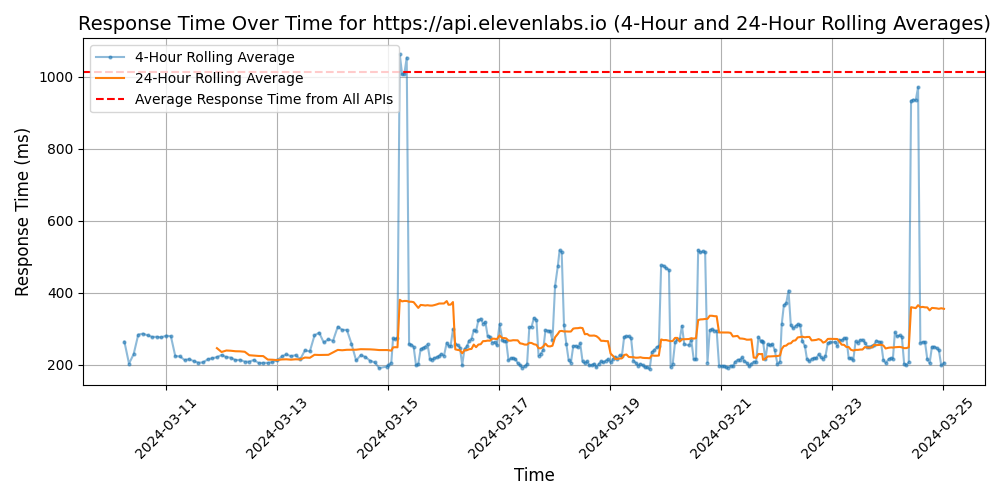 Response Time Over Time for https://api.elevenlabs.io (4-Hour and 24-Hour Rolling Averages)
4-Hour Rolling Average
24-Hour Rolling Average
Average Response Time from All APIs
Response Time (ms)
1000
800
600
400
200
2024-03-11
2024-03-13
2024-03-15
2024-03-17
2024-03-19
2024-03-21
2024-03-23
2024-03-25
Time